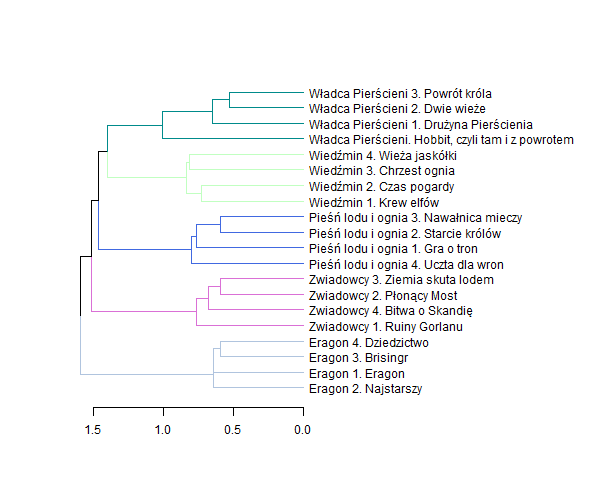 Władca Pierścieni 3. Powrót króla
Władca Pierścieni 2. Dwie wieże
Władca Pierścieni 1. Drużyna Pierścienia
Władca Pierścieni. Hobbit, czyli tam i z powrotem
Wiedźmin 4. Wieża jaskółki
Wiedźmin 3. Chrzest ognia
Wiedźmin 2. Czas pogardy
Wiedźmin 1. Krew elfów
Pieśń lodu i ognia 3. Nawałnica mieczy
Pieśń lodu i ognia 2. Starcie królów
Pieśń lodu i ognia 1. Gra o tron
Pieśń lodu i ognia 4. Uczta dla wron
Zwiadowcy 3. Ziemia skuta lodem
Zwiadowcy 2. Płonący Most
Zwiadowcy 4. Bitwa o Skandię
Zwiadowcy 1. Ruiny Gorlanu
Eragon 4. Dziedzictwo
Eragon 3. Brisingr
Eragon 1. Eragon
Eragon 2. Najstarszy
1.5 1.0 0.5 0.0